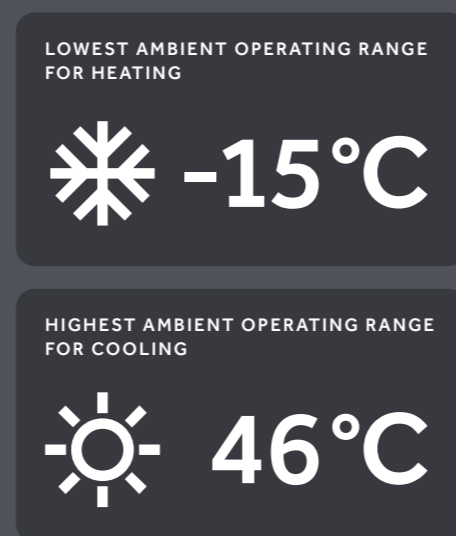 LOWEST AMBIENT OPERATING RANGE
FOR HEATING
-15°C
HIGHEST AMBIENT OPERATING RANGE
FOR COOLING
46°C